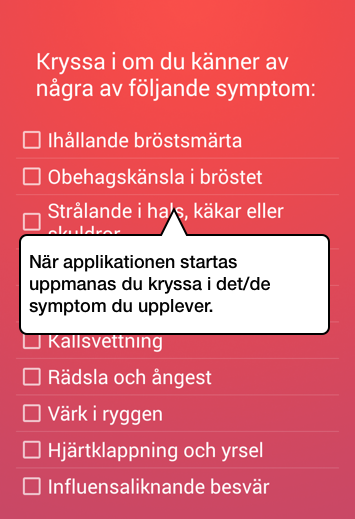 Kryssa i om du känner av
några av följande symptom:
Ihållande bröstsmärta
Obehagskänsla i bröstet
Strålande i hals, käkar eller
skuldror
När applikationen startas
uppmanas du kryssa i det/de
symptom du upplever.
Kallsvettning
Rädsla och ångest
Värk i ryggen
Hjärtklappning och yrsel
Influensaliknande besvär